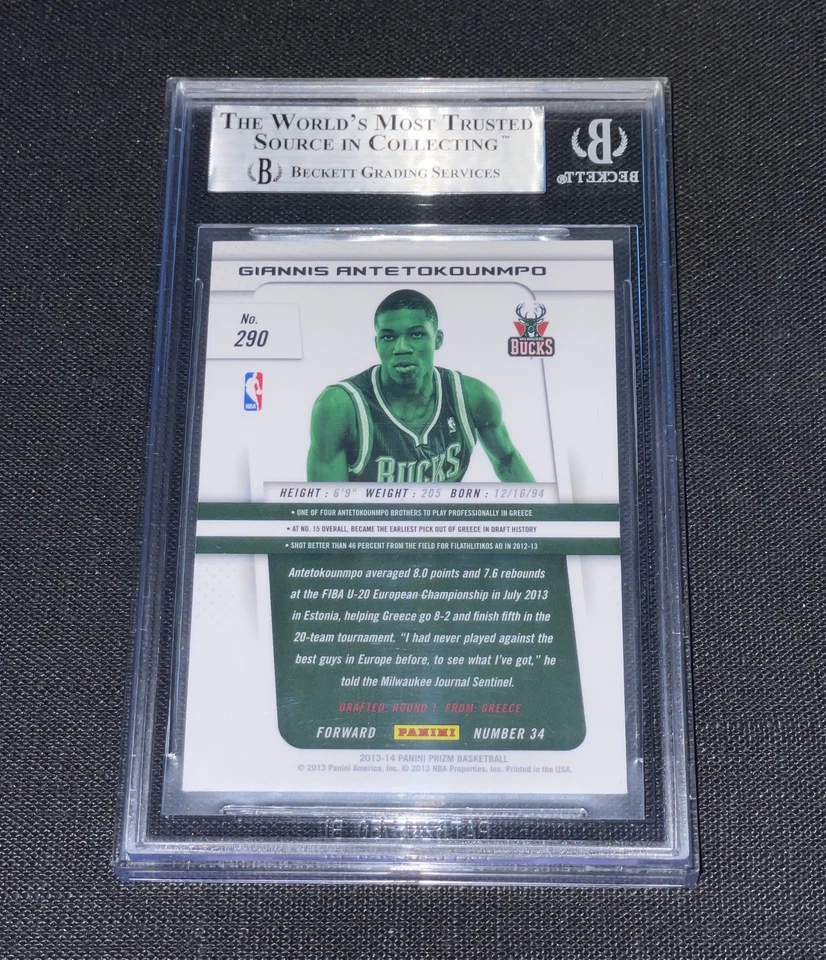 THE WORLD'S MOST TRUSTED
SOURCE IN COLLECTING™
B BECKETT GRADING SERVICES
B
BECKETT®
GIANNIS ANTETOKOUNMPO
No.
290
BUCKS
NBA
BUCKS
HEIGHT: 6'9" WEIGHT: 205 BORN: 12/16/94
• ONE OF FOUR ANTETOKOUNMPO BROTHERS TO PLAY PROFESSIONALLY IN GREECE
• AT NO. 15 OVERALL, BECAME THE EARLIEST PICK OUT OF GREECE IN DRAFT HISTORY
• SHOT BETTER THAN 46 PERCENT FROM THE FIELD FOR FILATHLITIKOS AO IN 2012-13
Antetokounmpo averaged 8.0 points and 7.6 rebounds
at the FIBA U-20 European Championship in July 2013
in Estonia, helping Greece go 8-2 and finish fifth in the
20-team tournament. "I had never played against the
best guys in Europe before, to see what I've got," he
told the Milwaukee Journal Sentinel.
DRAFTED: ROUND 1 FROM: GREECE
FORWARD PANINI NUMBER 34
2013-14 PANINI PRIZM BASKETBALL
© 2013 Panini America, Inc. © 2013 NBA Properties, Inc. Printed in the USA.